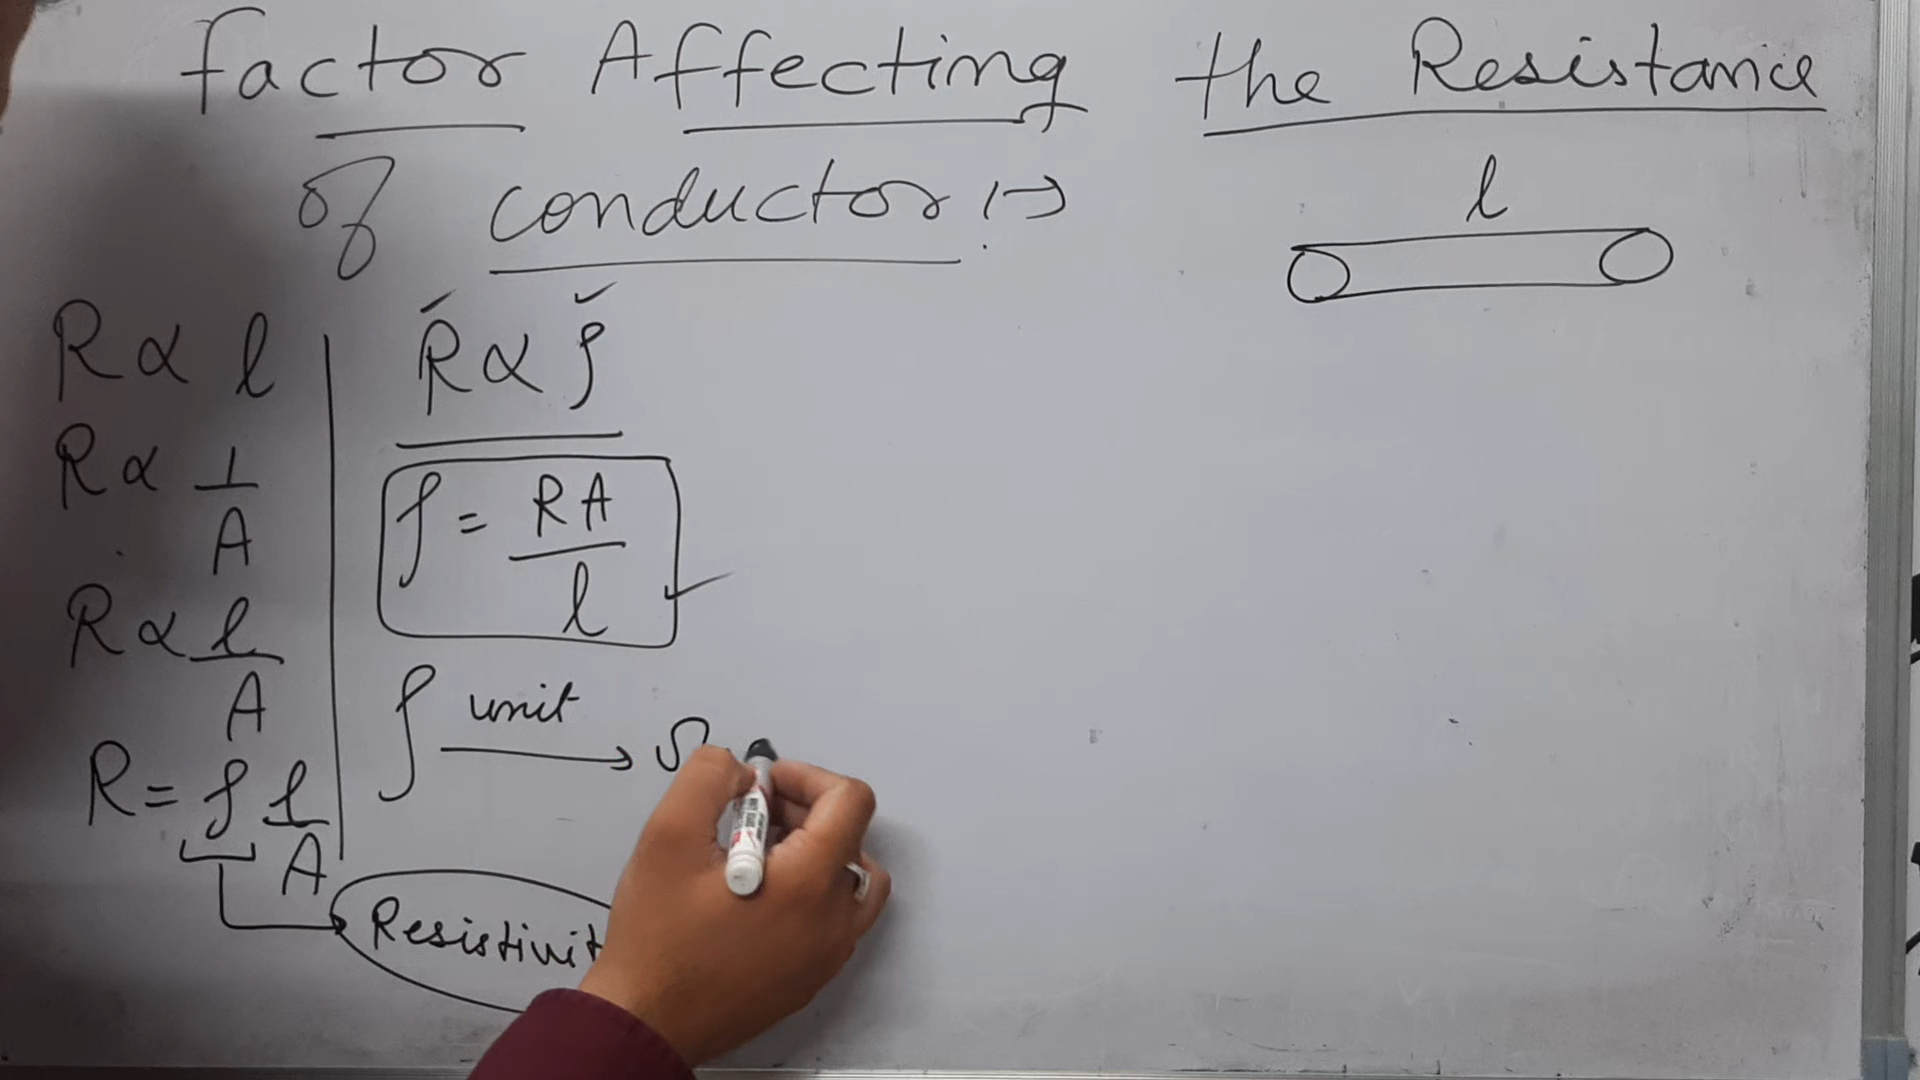 factor Affecting the Resistance
of conductor :→
l
R ∝ l
R ∝ 1/A
R ∝ l/A
R = ρ l/A
R ∝ ρ
ρ = RA/l
ρ unit → Ω
Resistivit